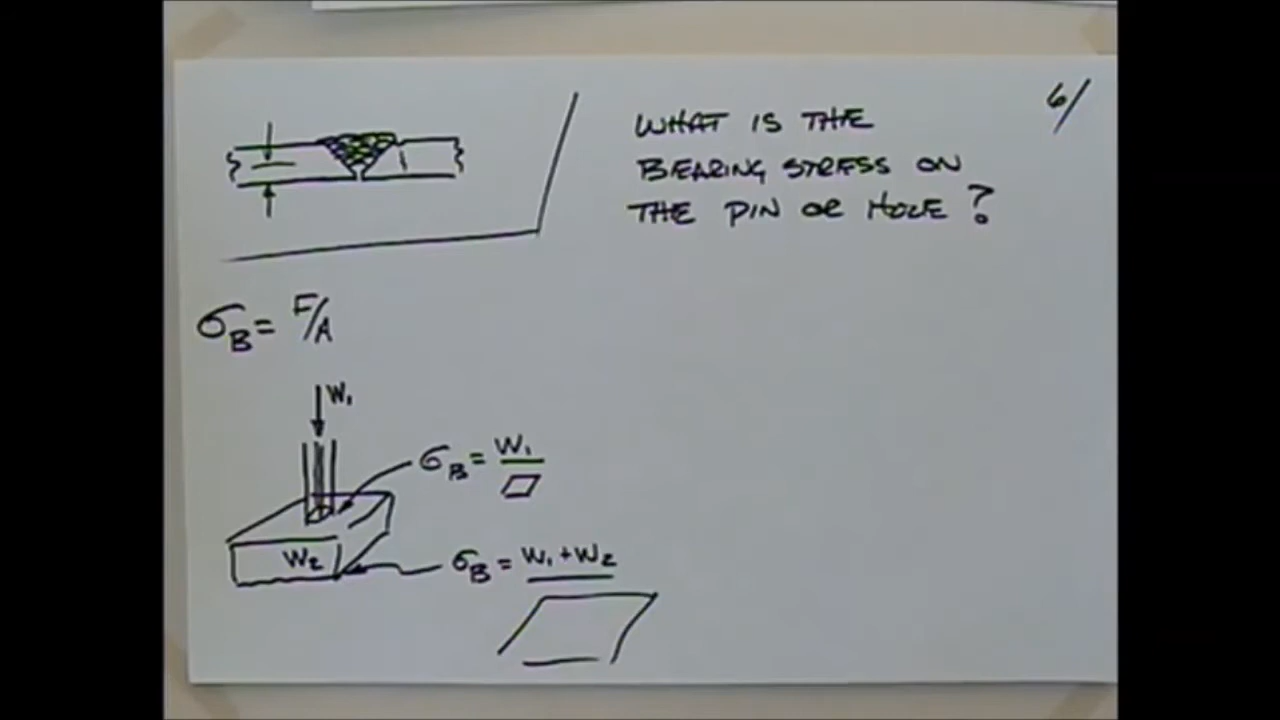 6/
WHAT IS THE
BEARING STRESS ON
THE PIN OR HOLE?
σB = F/A
W1
σB = W1
W2
σB = W1 + W2